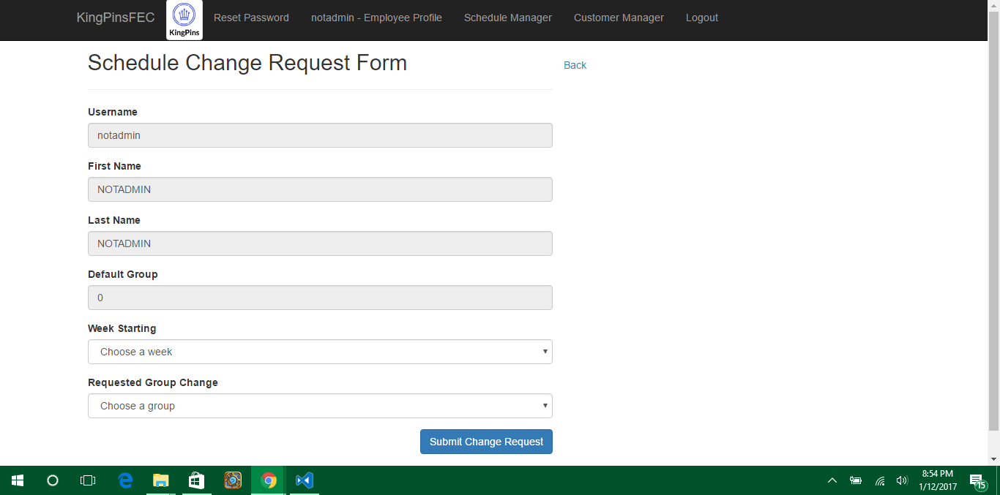 KingPinsFEC
KingPins
Reset Password
notadmin - Employee Profile
Schedule Manager
Customer Manager
Logout
Schedule Change Request Form
Back
Username
notadmin
First Name
NOTADMIN
Last Name
NOTADMIN
Default Group
0
Week Starting
Choose a week
Requested Group Change
Choose a group
Submit Change Request
8:54 PM
1/12/2017
15